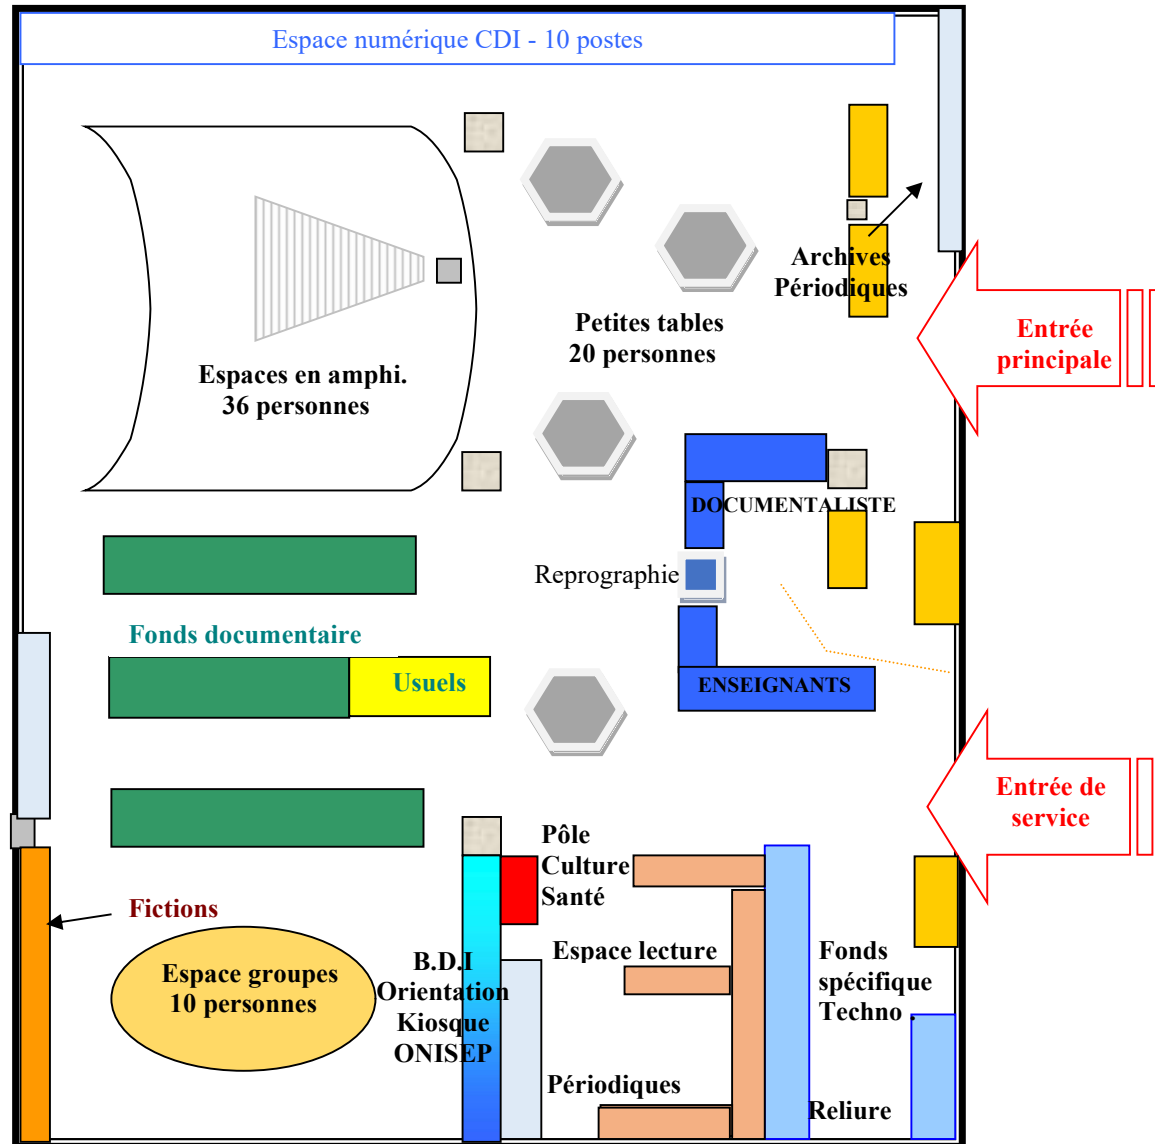 Espace numérique CDI - 10 postes
Archives
Périodiques
Entrée
principale
Petites tables
20 personnes
Espaces en amphi.
36 personnes
DOCUMENTALISTE
Reprographie
Fonds documentaire
Usuels
ENSEIGNANTS
Entrée de
service
Pôle
Culture
Santé
Fictions
Espace groupes
10 personnes
B.D.I
Orientation
Kiosque
ONISEP
Espace lecture
Fonds
spécifique
Techno .
Périodiques
Reliure